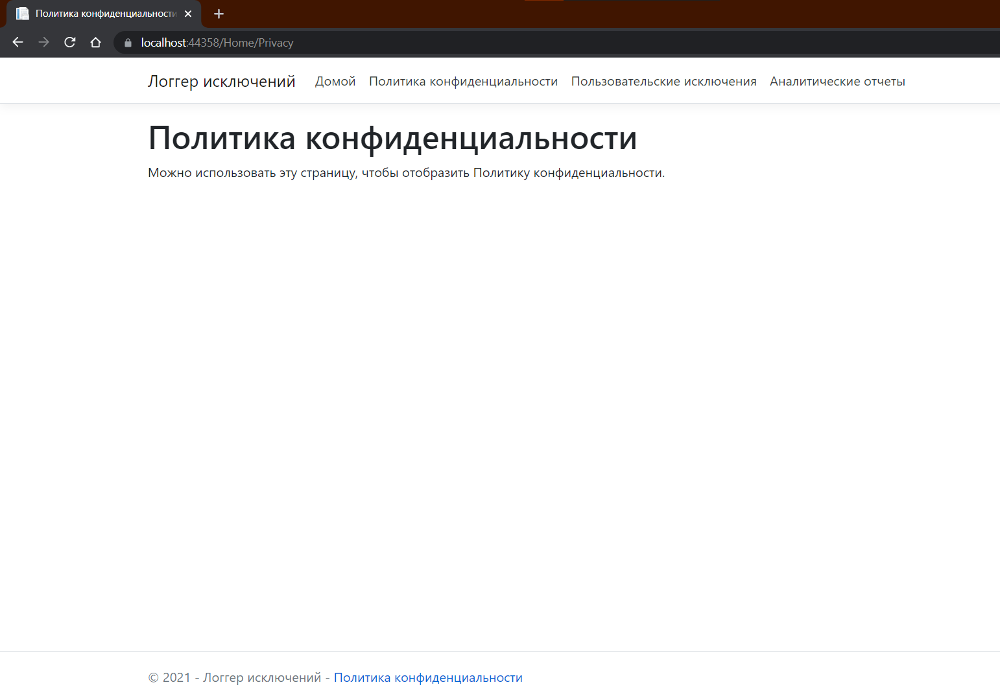 Политика конфиденциальности
localhost:44358/Home/Privacy
Логгер исключений Домой Политика конфиденциальности Пользовательские исключения Аналитические отчеты
Политика конфиденциальности
Можно использовать эту страницу, чтобы отобразить Политику конфиденциальности.
© 2021 - Логгер исключений - Политика конфиденциальности